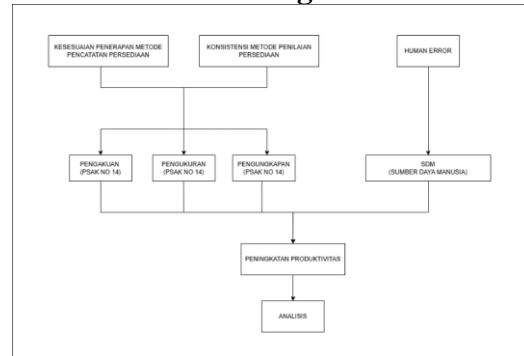 KESESUAIAN PENERAPAN METODE
PENCATATAN PERSEDIAAN
KONSISTENSI METODE PENILAIAN
PERSEDIAAN
HUMAN ERROR
PENGAKUAN
(PSAK NO 14)
PENGUKURAN
(PSAK NO 14)
PENGUNGKAPAN
(PSAK NO 14)
SDM
(SUMBER DAYA MANUSIA)
PENINGKATAN PRODUKTIVITAS
ANALISIS